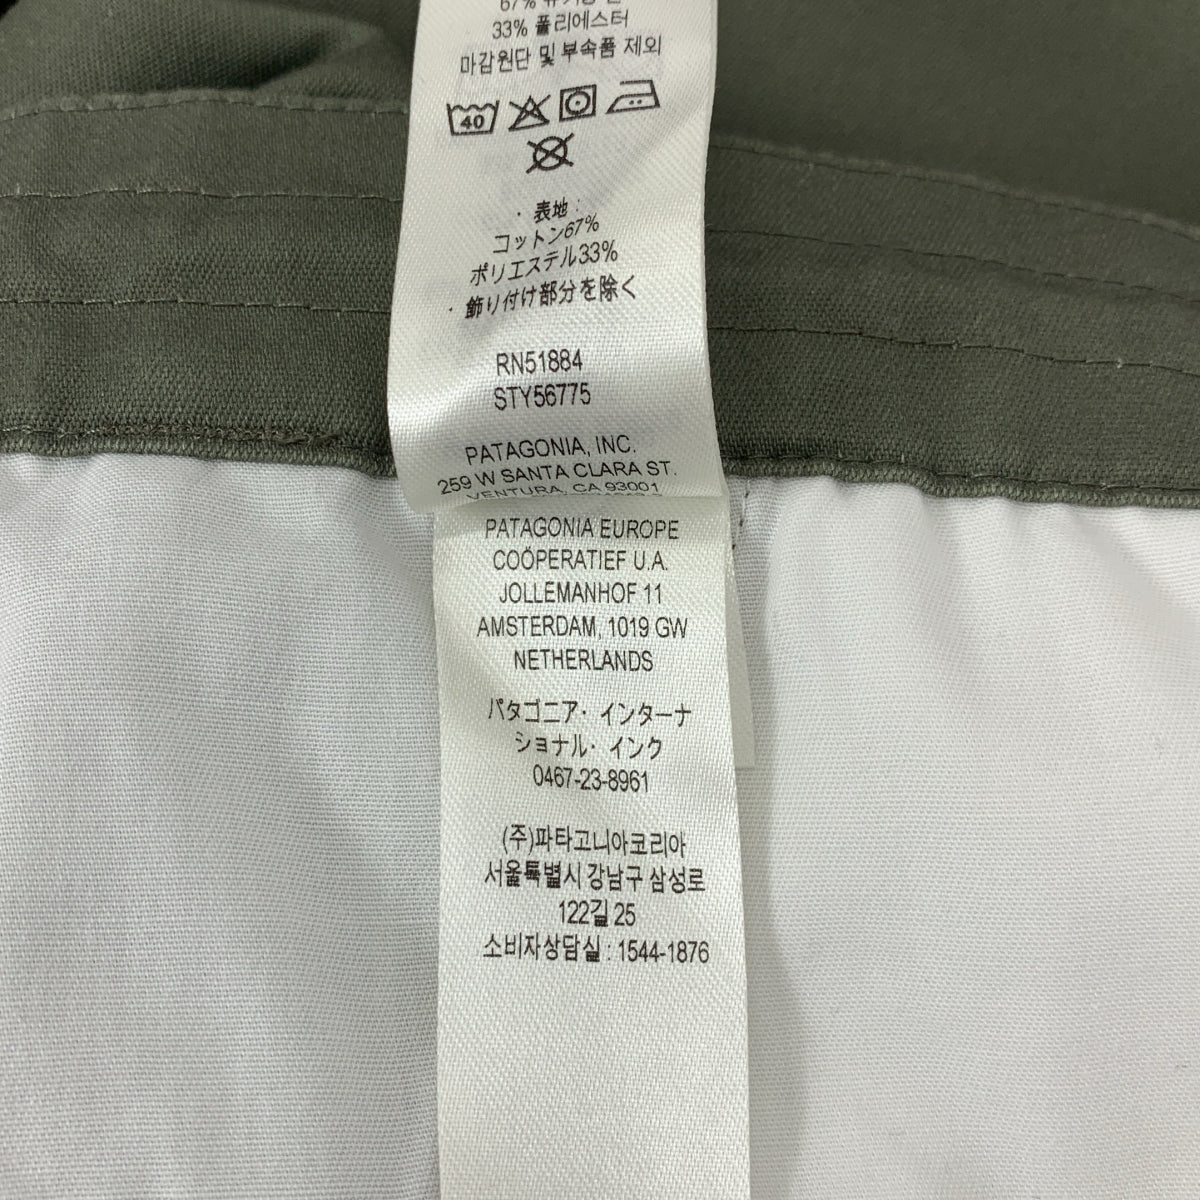 67%
33% 폴리에스터
마감원단 및 부속품 제외
40
・表地:
コットン67%
ポリエステル33%
・飾り付け部分を除く
RN51884
STY56775
PATAGONIA, INC.
259 W SANTA CLARA ST.
VENTURA, CA 93001
PATAGONIA EUROPE
COÖPERATIEF U.A.
JOLLEMANHOF 11
AMSTERDAM, 1019 GW
NETHERLANDS
パタゴニア・インターナ
ショナル・インク
0467-23-8961
(주)파타고니아코리아
서울특별시 강남구 삼성로
122길 25
소비자상담실 : 1544-1876